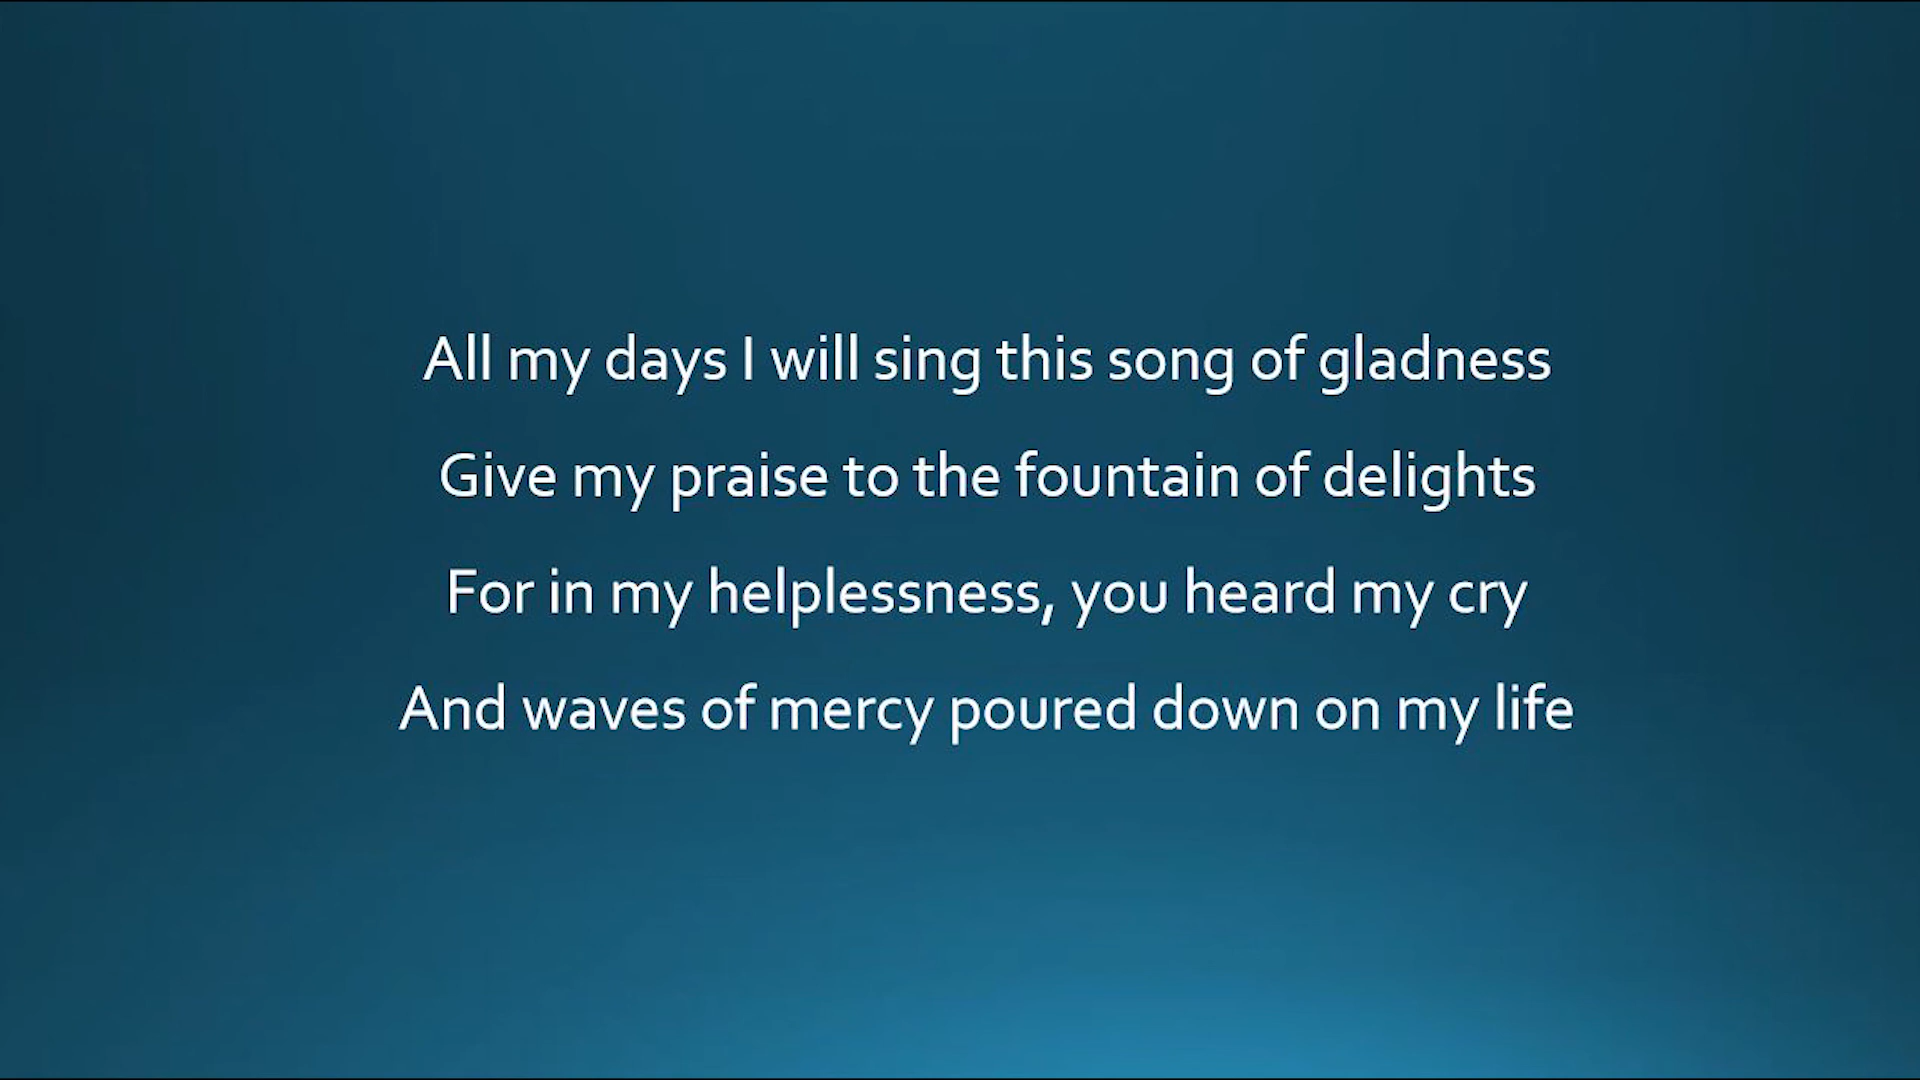 All my days I will sing this song of gladness
Give my praise to the fountain of delights
For in my helplessness, you heard my cry
And waves of mercy poured down on my life